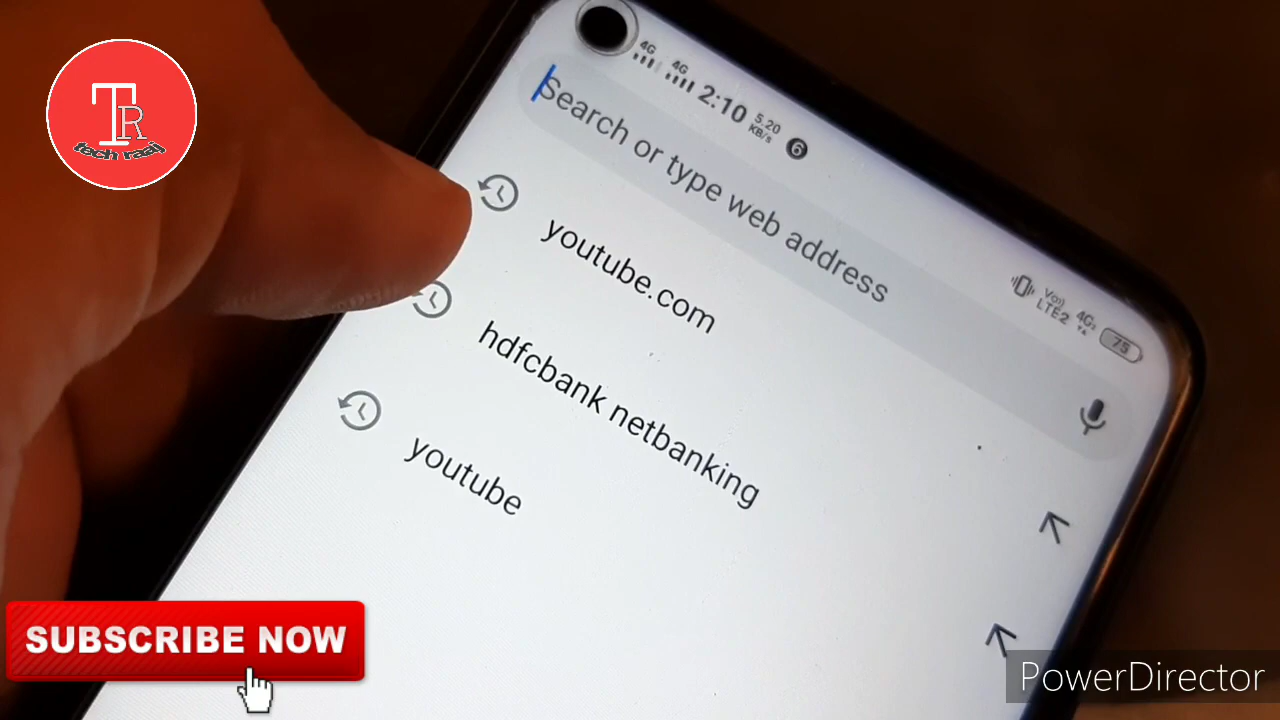 TR
tech raaj
4G
4G
2:10
5.20
KB/s
6
Search or type web address
Vo))
LTE2
4G2
75
youtube.com
hdfcbank netbanking
youtube
SUBSCRIBE NOW
PowerDirector